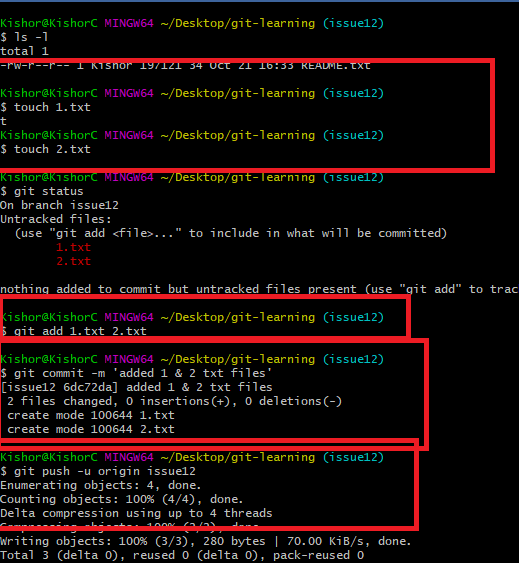 Kishor@KishorC MINGW64 ~/Desktop/git-learning (issue12)
$ ls -l
total 1
-rw-r--r-- 1 Kishor 197121 34 Oct 21 16:33 README.txt
Kishor@KishorC MINGW64 ~/Desktop/git-learning (issue12)
$ touch 1.txt
t
Kishor@KishorC MINGW64 ~/Desktop/git-learning (issue12)
$ touch 2.txt
Kishor@KishorC MINGW64 ~/Desktop/git-learning (issue12)
$ git status
On branch issue12
Untracked files:
(use "git add <file>..." to include in what will be committed)
1.txt
2.txt
nothing added to commit but untracked files present (use "git add" to trac
Kishor@KishorC MINGW64 ~/Desktop/git-learning (issue12)
$ git add 1.txt 2.txt
Kishor@KishorC MINGW64 ~/Desktop/git-learning (issue12)
$ git commit -m 'added 1 & 2 txt files'
[issue12 6dc72da] added 1 & 2 txt files
2 files changed, 0 insertions(+), 0 deletions(-)
create mode 100644 1.txt
create mode 100644 2.txt
Kishor@KishorC MINGW64 ~/Desktop/git-learning (issue12)
$ git push -u origin issue12
Enumerating objects: 4, done.
Counting objects: 100% (4/4), done.
Delta compression using up to 4 threads
Compressing objects: 100% (2/2), done.
Writing objects: 100% (3/3), 280 bytes | 70.00 KiB/s, done.
Total 3 (delta 0), reused 0 (delta 0), pack-reused 0